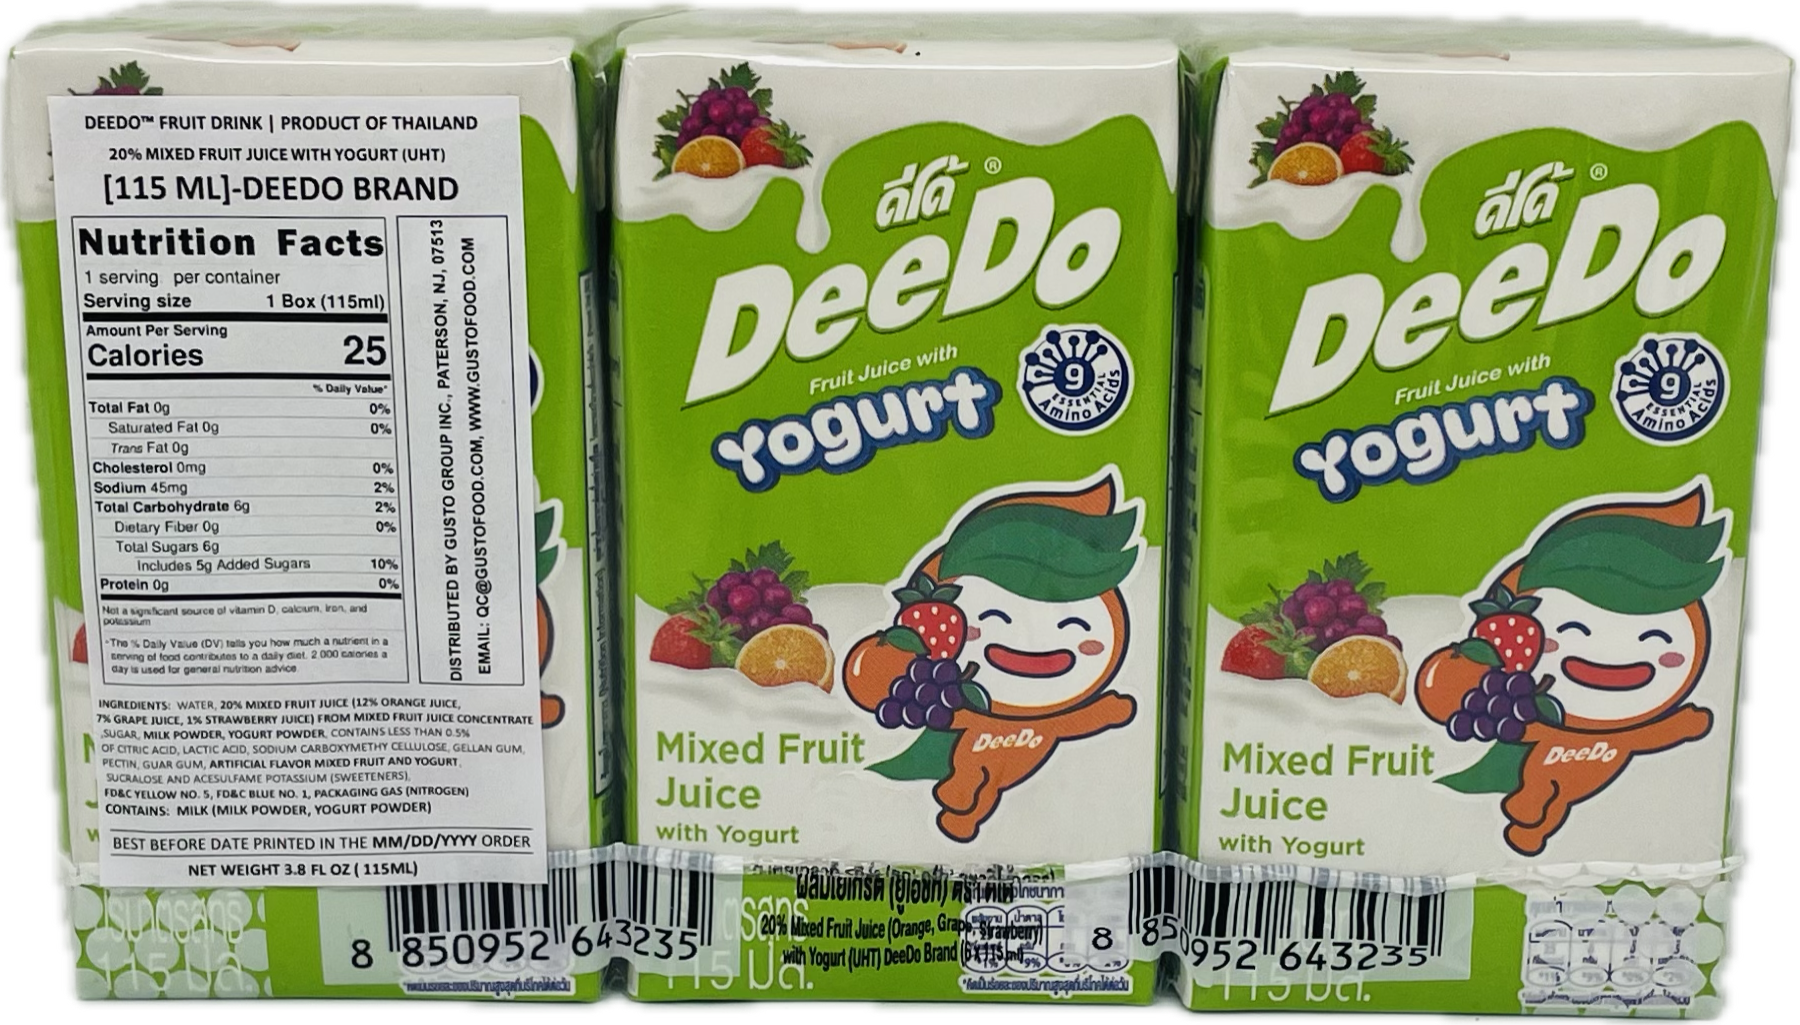 DEEDO™ FRUIT DRINK | PRODUCT OF THAILAND
20% MIXED FRUIT JUICE WITH YOGURT (UHT)
[115 ML]-DEEDO BRAND
Nutrition Facts
1 serving per container
Serving size 1 Box (115ml)
Amount Per Serving
Calories 25
% Daily Value*
Total Fat 0g 0%
Saturated Fat 0g 0%
Trans Fat 0g
Cholesterol 0mg 0%
Sodium 45mg 2%
Total Carbohydrate 6g 2%
Dietary Fiber 0g 0%
Total Sugars 6g
Includes 5g Added Sugars 10%
Protein 0g 0%
Not a significant source of vitamin D, calcium, iron, and
potassium
*The % Daily Value (DV) tells you how much a nutrient in a
serving of food contributes to a daily diet. 2,000 calories a
day is used for general nutrition advice.
DISTRIBUTED BY GUSTO GROUP INC., PATERSON, NJ, 07513
EMAIL: QC@GUSTOFOOD.COM, WWW.GUSTOFOOD.COM
INGREDIENTS: WATER, 20% MIXED FRUIT JUICE (12% ORANGE JUICE,
7% GRAPE JUICE, 1% STRAWBERRY JUICE) FROM MIXED FRUIT JUICE CONCENTRATE
,SUGAR, MILK POWDER, YOGURT POWDER, CONTAINS LESS THAN 0.5%
OF CITRIC ACID, LACTIC ACID, SODIUM CARBOXYMETHY CELLULOSE, GELLAN GUM,
PECTIN, GUAR GUM, ARTIFICIAL FLAVOR MIXED FRUIT AND YOGURT,
SUCRALOSE AND ACESULFAME POTASSIUM (SWEETENERS),
FD&C YELLOW NO. 5, FD&C BLUE NO. 1, PACKAGING GAS (NITROGEN)
CONTAINS: MILK (MILK POWDER, YOGURT POWDER)
BEST BEFORE DATE PRINTED IN THE MM/DD/YYYY ORDER
NET WEIGHT 3.8 FL OZ ( 115ML)
115 มล.
8 850952 643235
ดีโด้ ®
DeeDo
Fruit Juice with
Yogurt
9
ESSENTIAL
Amino Acids
DeeDo
Mixed Fruit
Juice
with Yogurt
20% Mixed Fruit Juice (Orange, Grape, Strawberry)
with Yogurt (UHT) DeeDo Brand (6 x 115 ml)
115 มล.
ดีโด้ ®
DeeDo
Fruit Juice with
Yogurt
9
ESSENTIAL
Amino Acids
DeeDo
Mixed Fruit
Juice
with Yogurt
8 850952 643235
115 มล.